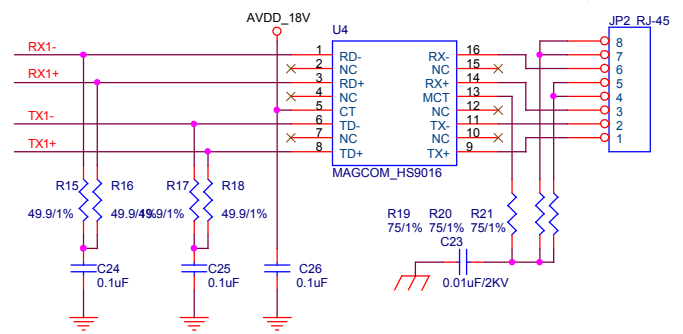 AVDD_18V
U4
JP2 RJ-45
RX1-
RX1+
TX1-
TX1+
1 RD- RX- 16
2 NC NC 15
3 RD+ RX+ 14
4 NC MCT 13
5 CT NC 12
6 TD- TX- 11
7 NC NC 10
8 TD+ TX+ 9
MAGCOM_HS9016
8
7
6
5
4
3
2
1
R15 R16 R17 R18
49.9/1% 49.9/1% 49.9/1% 49.9/1%
R19 R20 R21
75/1% 75/1% 75/1%
C23
0.01uF/2KV
C24 C25 C26
0.1uF 0.1uF 0.1uF